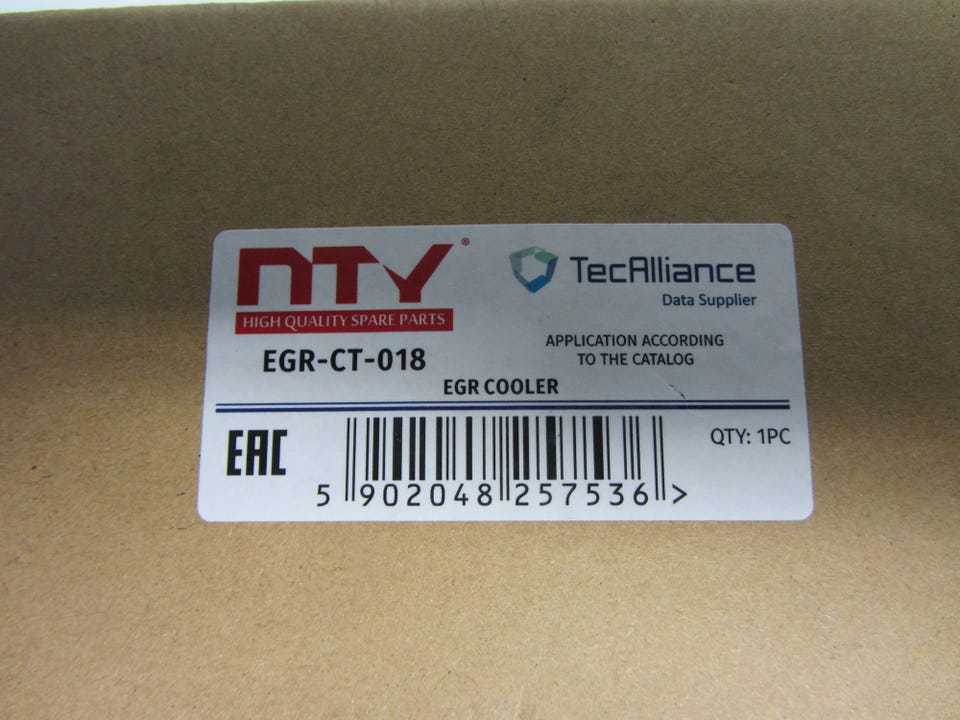 NTY®
HIGH QUALITY SPARE PARTS
TecAlliance
Data Supplier
EGR-CT-018
APPLICATION ACCORDING
TO THE CATALOG
EGR COOLER
EAC
QTY: 1PC
5 902048 257536 >